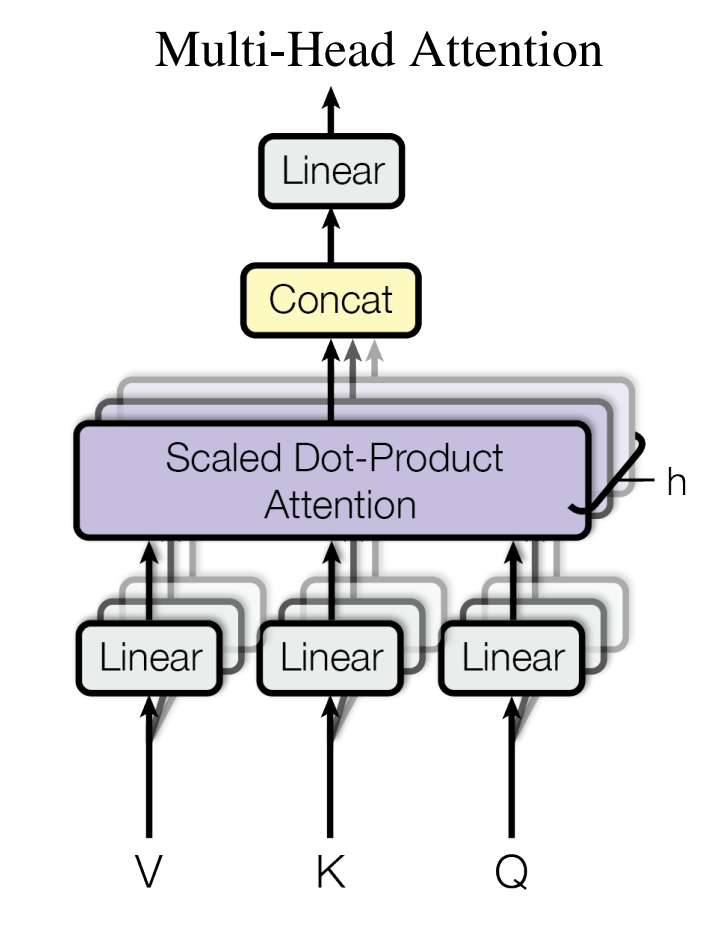 Multi-Head Attention
Linear
Concat
Scaled Dot-Product
Attention
h
Linear Linear Linear
V K Q